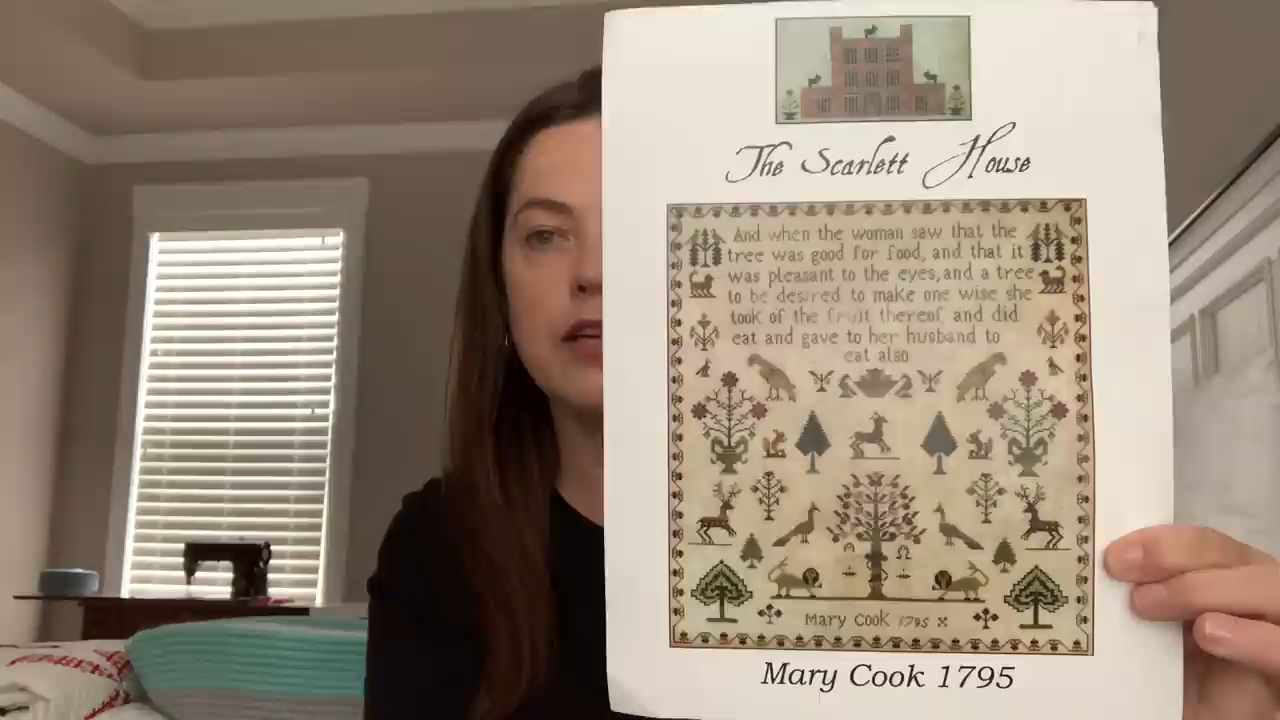 The Scarlett House
And when the woman saw that the
tree was good for food, and that it
was pleasant to the eyes, and a tree
to be desired to make one wise she
took of the fruit thereof, and did
eat and gave to her husband to
eat also
Mary Cook 1795
Mary Cook 1795